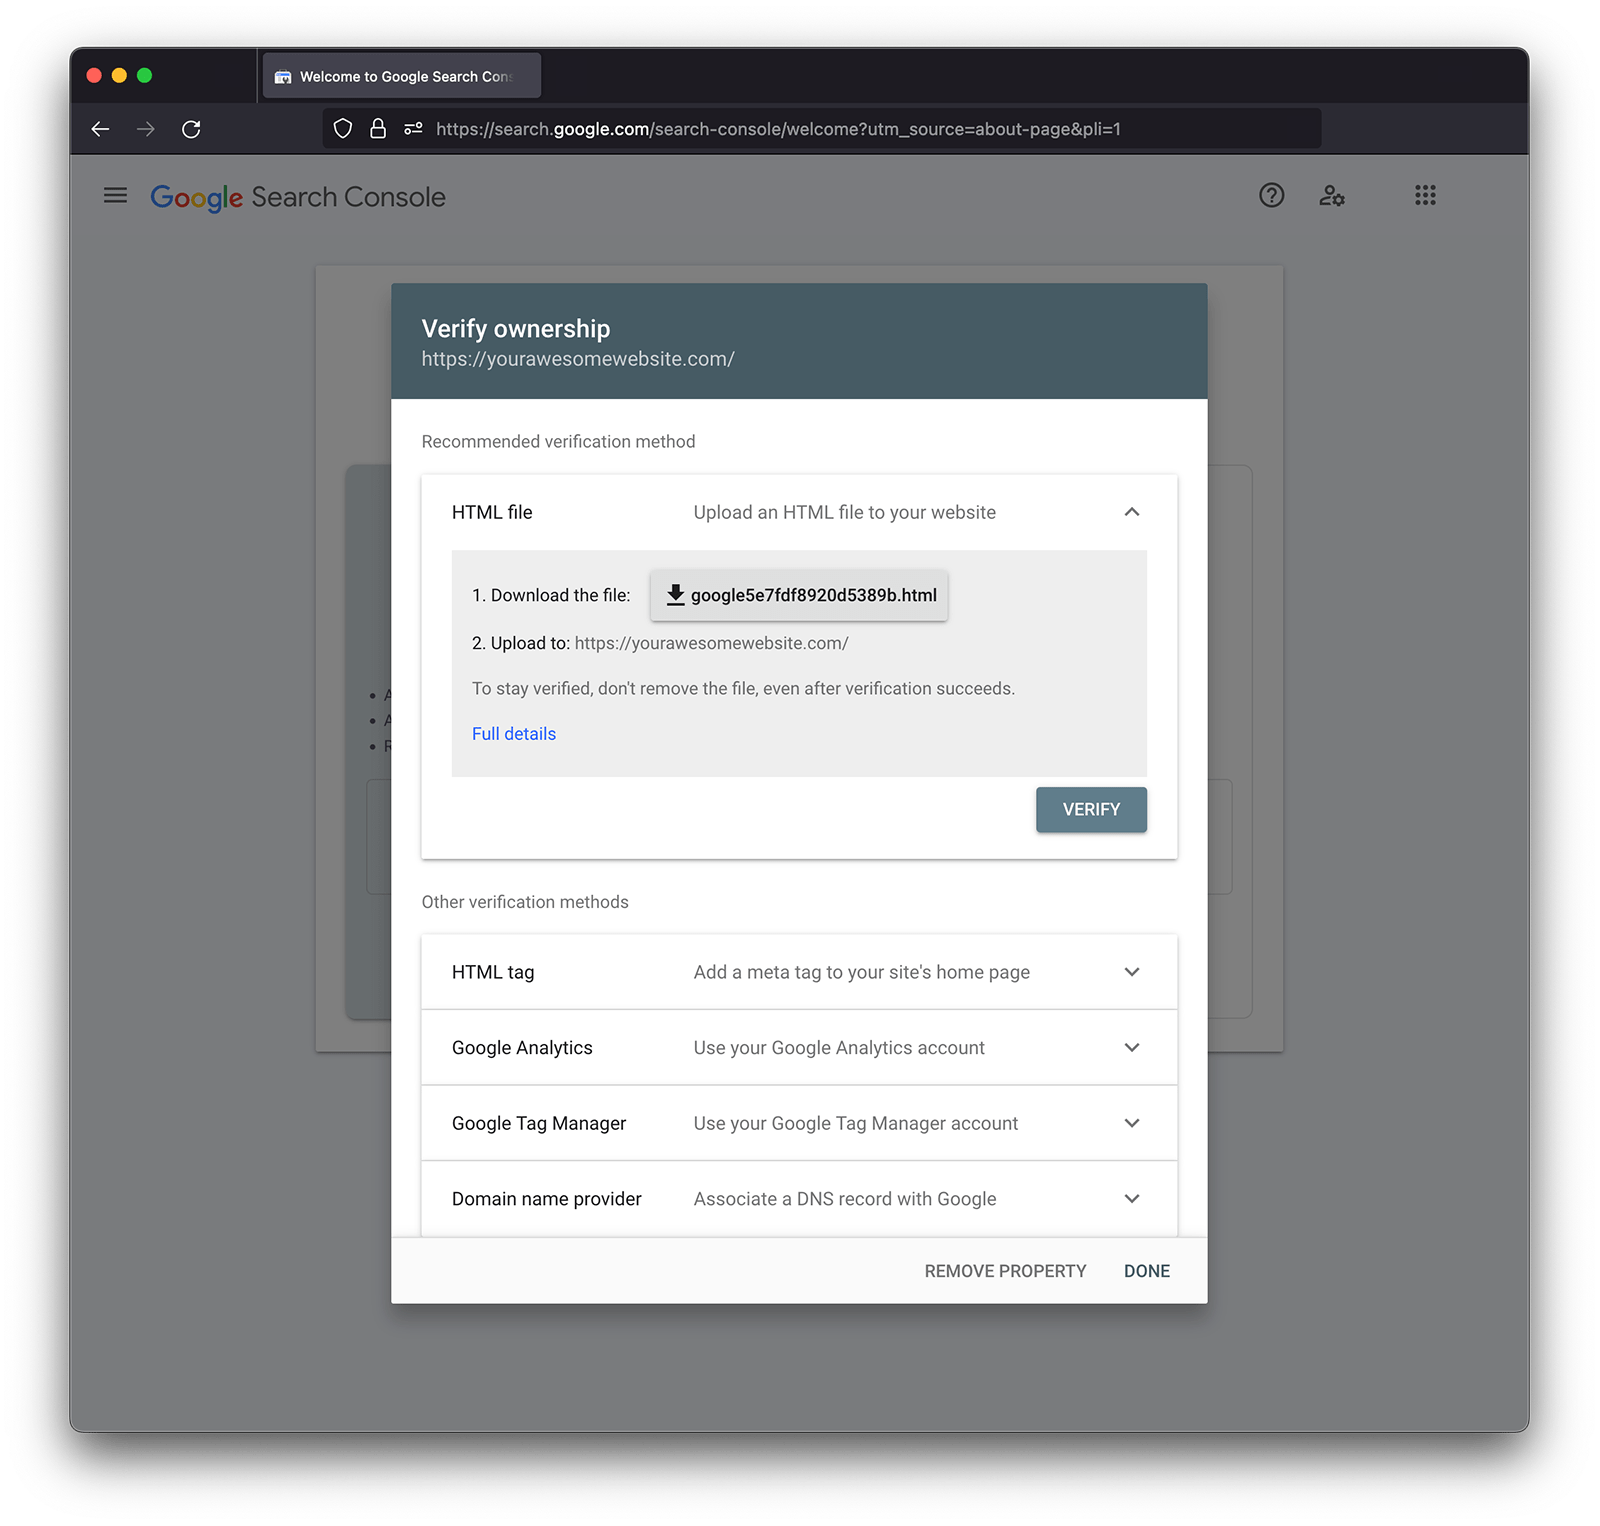 Welcome to Google Search Cons
https://search.google.com/search-console/welcome?utm_source=about-page&pli=1
Google Search Console
Verify ownership
https://yourawesomewebsite.com/
Recommended verification method
HTML file Upload an HTML file to your website
1. Download the file: google5e7fdf8920d5389b.html
2. Upload to: https://yourawesomewebsite.com/
To stay verified, don't remove the file, even after verification succeeds.
Full details
VERIFY
Other verification methods
HTML tag Add a meta tag to your site's home page
Google Analytics Use your Google Analytics account
Google Tag Manager Use your Google Tag Manager account
Domain name provider Associate a DNS record with Google
REMOVE PROPERTY DONE